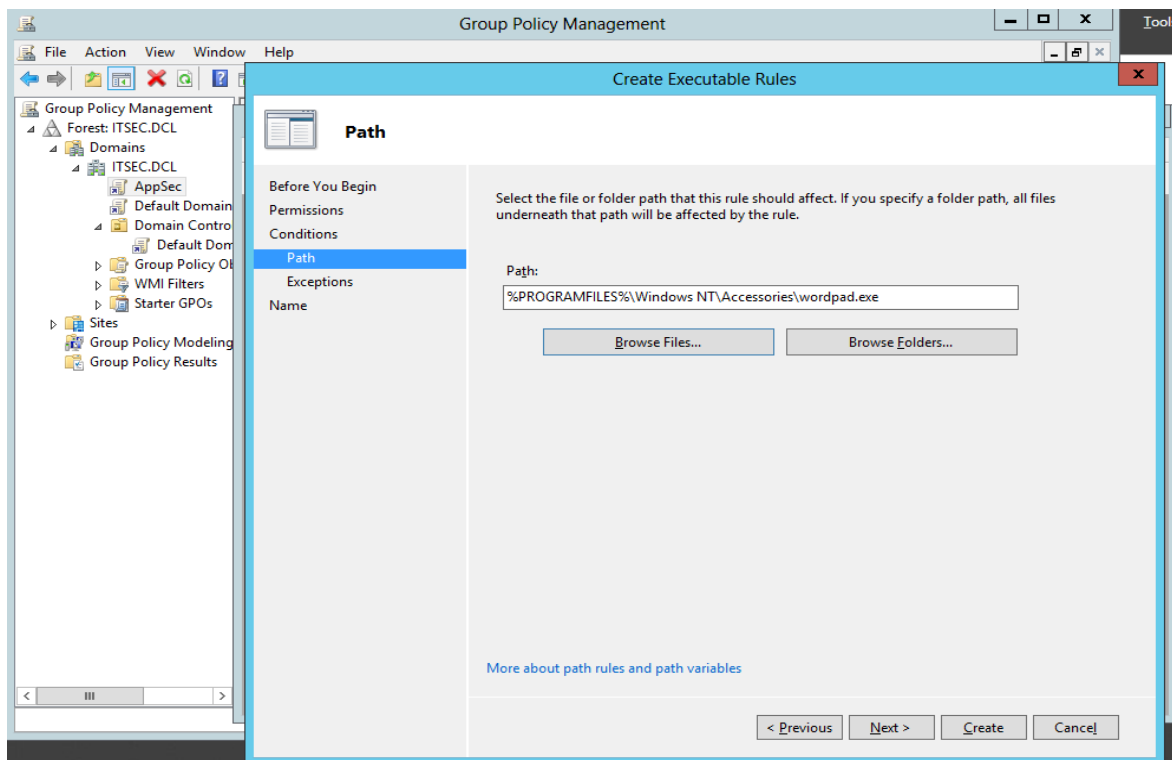 Group Policy Management
Tool
File Action View Window Help
Create Executable Rules
Group Policy Management
Forest: ITSEC.DCL
Domains
ITSEC.DCL
AppSec
Default Domain
Domain Contro
Default Dom
Group Policy Ob
WMI Filters
Starter GPOs
Sites
Group Policy Modeling
Group Policy Results
Path
Before You Begin
Permissions
Conditions
Path
Exceptions
Name
Select the file or folder path that this rule should affect. If you specify a folder path, all files
underneath that path will be affected by the rule.
Path:
%PROGRAMFILES%\Windows NT\Accessories\wordpad.exe
Browse Files... Browse Folders...
More about path rules and path variables
< Previous Next > Create Cancel